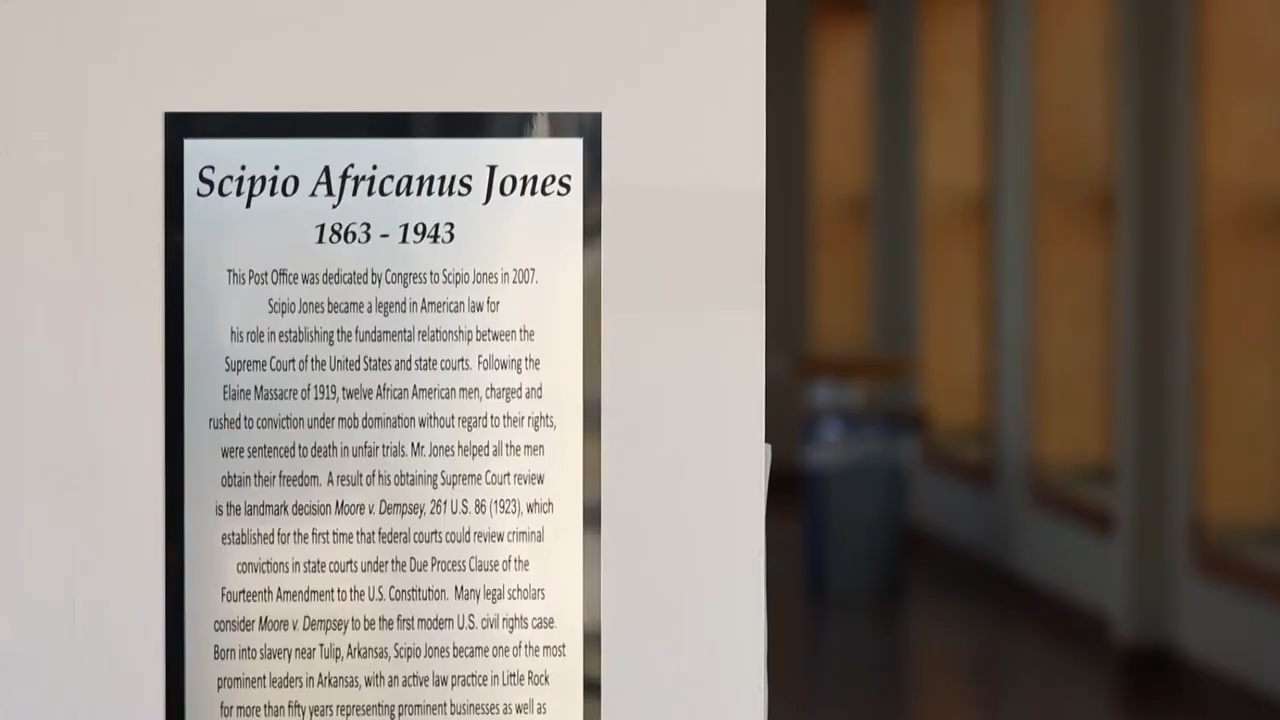 Scipio Africanus Jones
1863 - 1943
This Post Office was dedicated by Congress to Scipio Jones in 2007.
Scipio Jones became a legend in American law for
his role in establishing the fundamental relationship between the
Supreme Court of the United States and state courts. Following the
Elaine Massacre of 1919, twelve African American men, charged and
rushed to conviction under mob domination without regard to their rights,
were sentenced to death in unfair trials. Mr. Jones helped all the men
obtain their freedom. A result of his obtaining Supreme Court review
is the landmark decision Moore v. Dempsey, 261 U.S. 86 (1923), which
established for the first time that federal courts could review criminal
convictions in state courts under the Due Process Clause of the
Fourteenth Amendment to the U.S. Constitution. Many legal scholars
consider Moore v. Dempsey to be the first modern U.S. civil rights case.
Born into slavery near Tulip, Arkansas, Scipio Jones became one of the most
prominent leaders in Arkansas, with an active law practice in Little Rock
for more than fifty years representing prominent businesses as well as